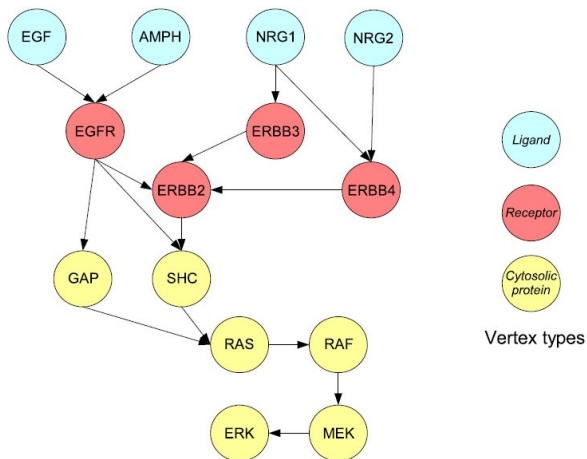 EGF
AMPH
NRG1
NRG2
EGFR
ERBB3
ERBB2
ERBB4
GAP
SHC
RAS
RAF
ERK
MEK
Ligand
Receptor
Cytosolic
protein
Vertex types